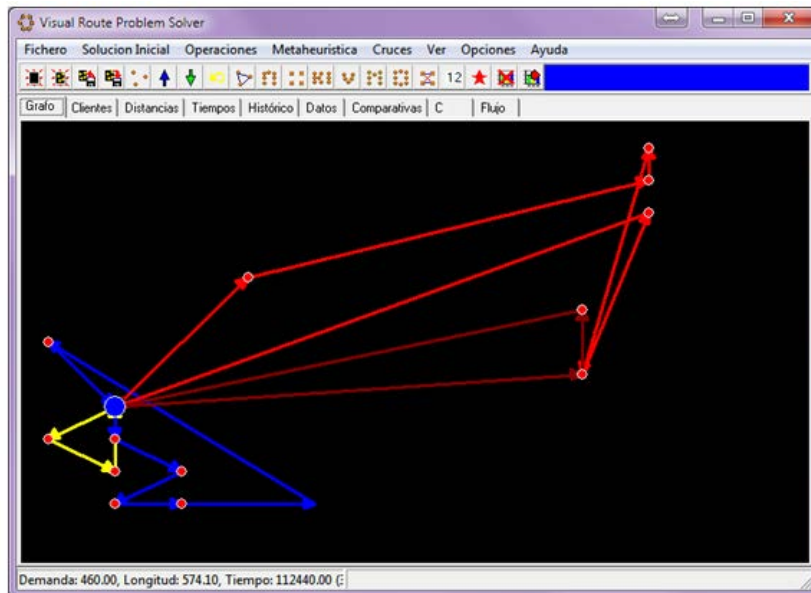 Visual Route Problem Solver
Fichero Solucion Inicial Operaciones Metaheuristica Cruces Ver Opciones Ayuda
12
Grafo Clientes Distancias Tiempos Histórico Datos Comparativas C Flujo
Demanda: 460.00, Longitud: 574.10, Tiempo: 112440.00 (